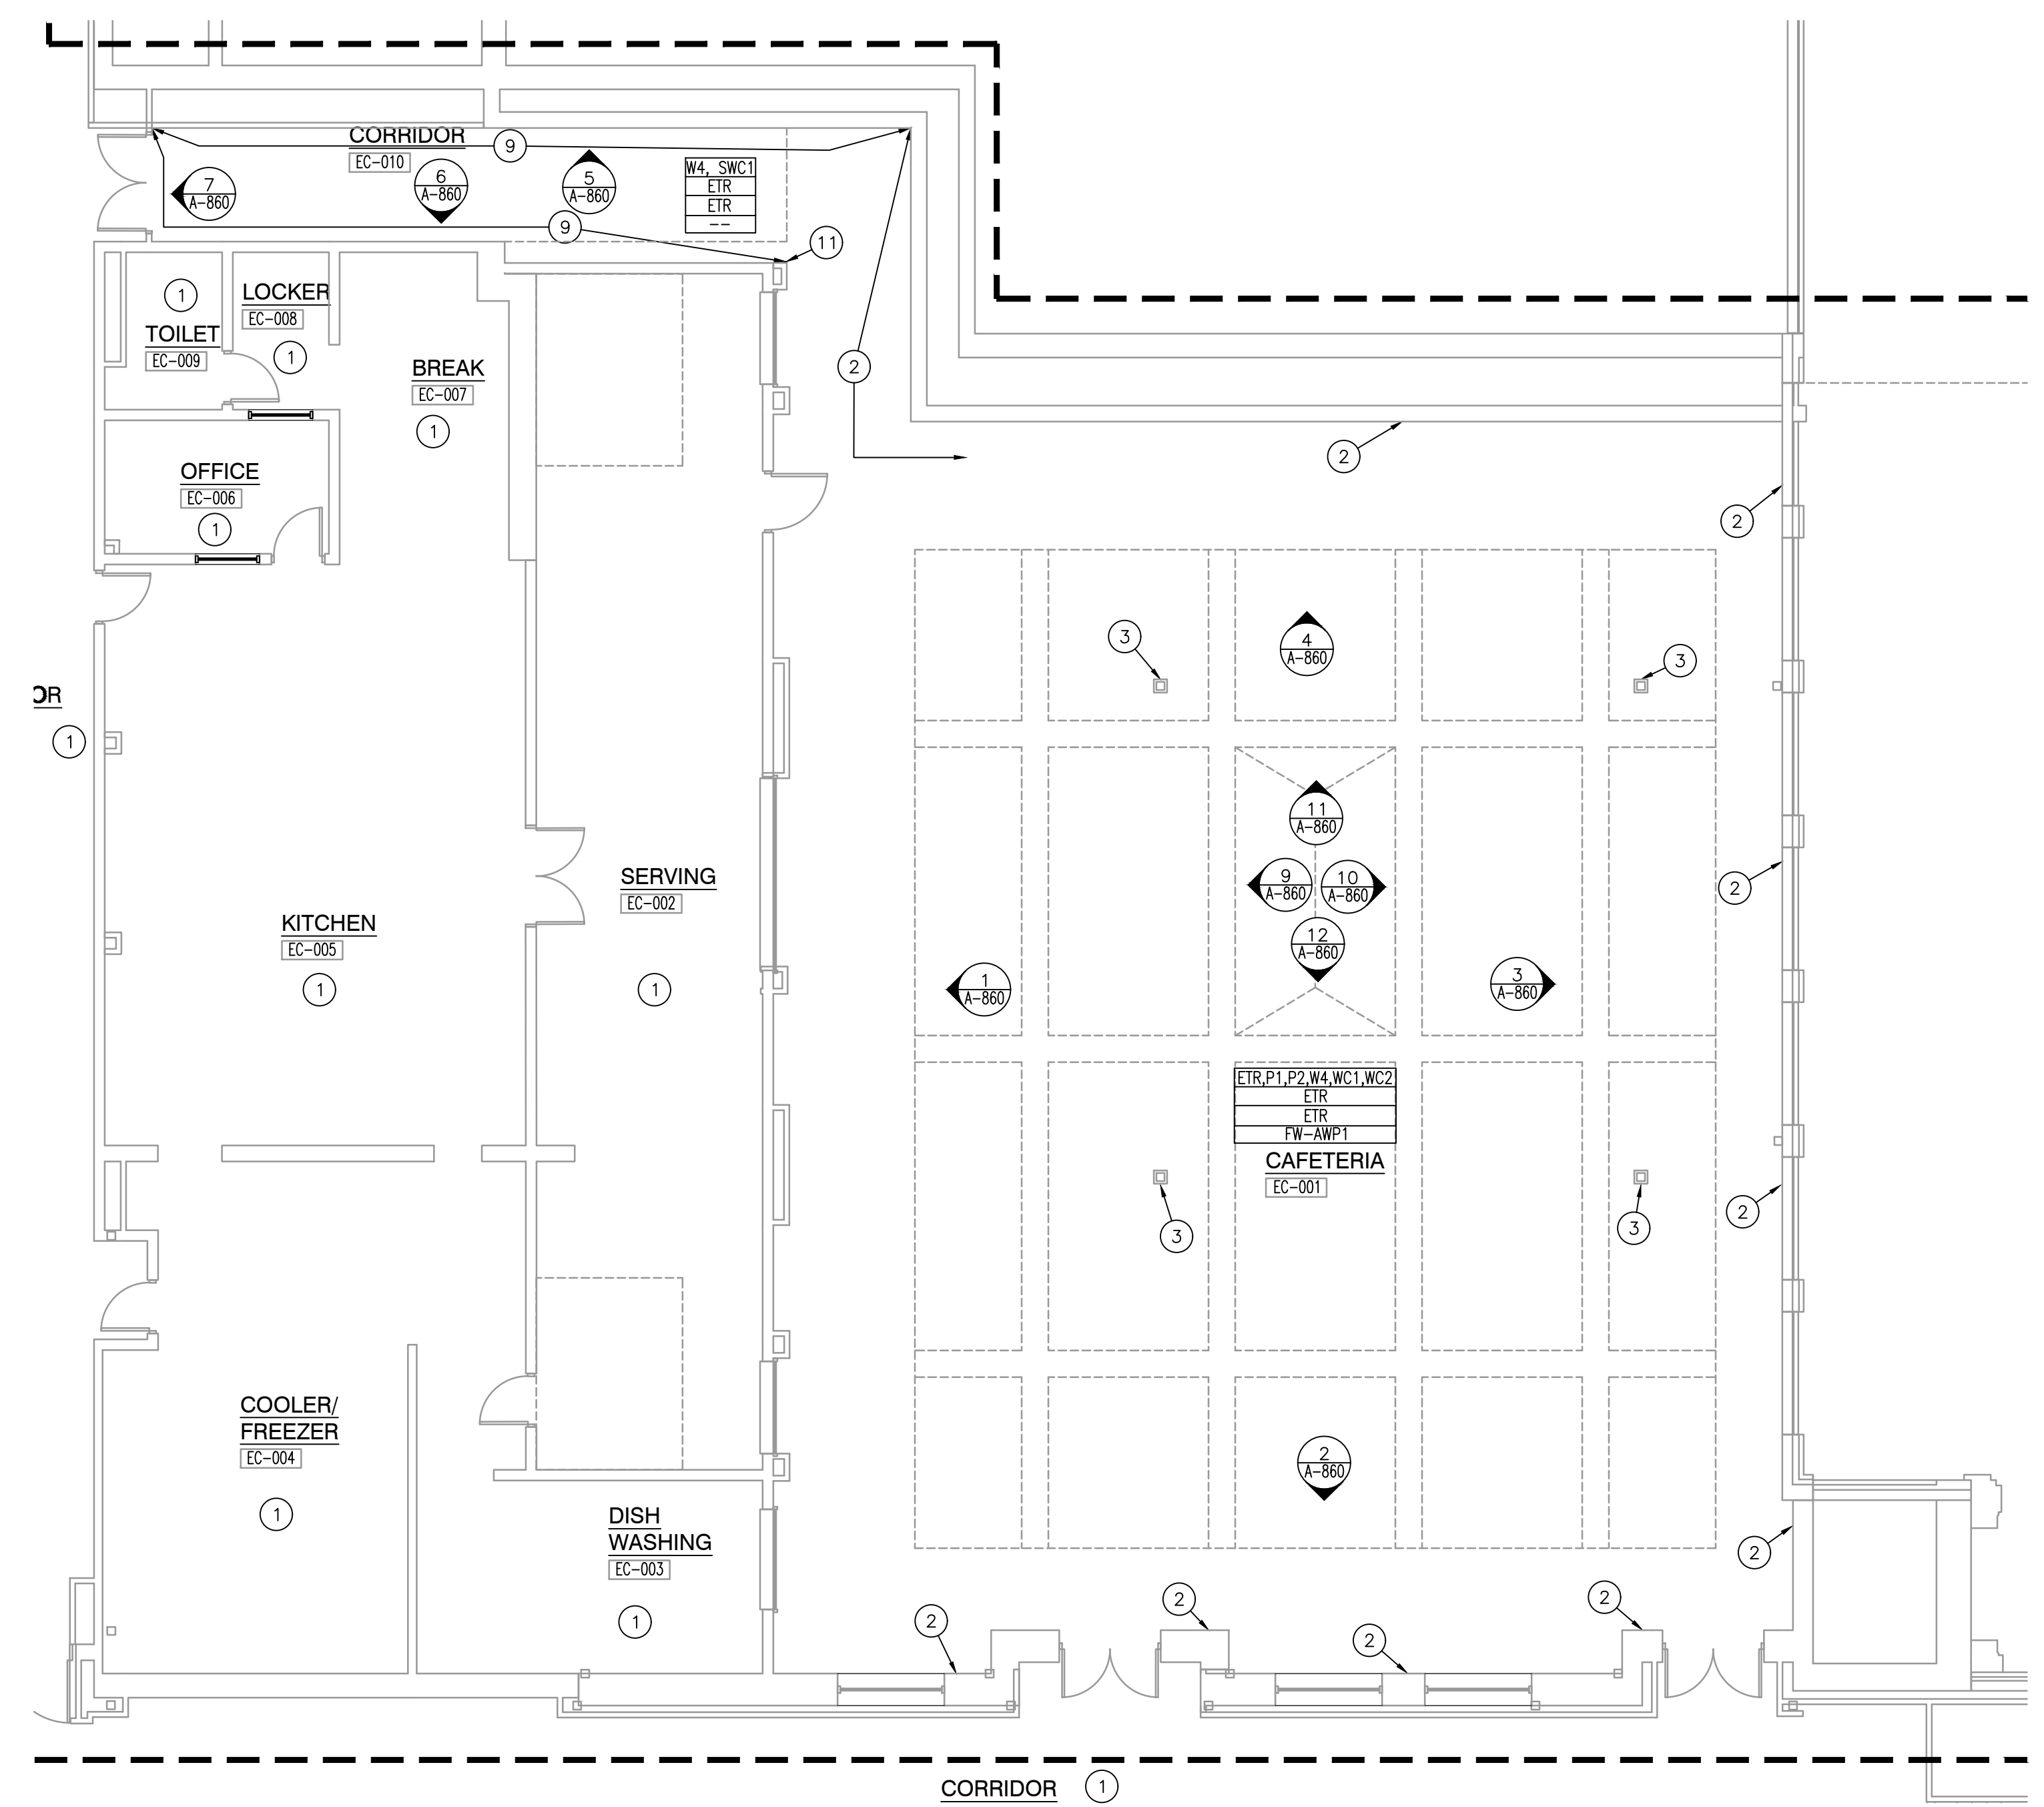 CORRIDOR
EC-010
9
7
A-860
6
A-860
5
A-860
W4, SWC1
ETR
ETR
--
9
11
1
LOCKER
EC-008
TOILET
EC-009
1
BREAK
EC-007
1
2
2
OFFICE
EC-006
1
2
3
4
A-860
3
OR
1
11
A-860
9
A-860
10
A-860
2
SERVING
EC-002
KITCHEN
EC-005
12
A-860
1
1
1
A-860
3
A-860
ETR,P1,P2,W4,WC1,WC2
ETR
ETR
FW-AWP1
CAFETERIA
EC-001
3
3
2
COOLER/
FREEZER
EC-004
1
2
A-860
DISH
WASHING
EC-003
1
2
2
2
2
2
CORRIDOR
1